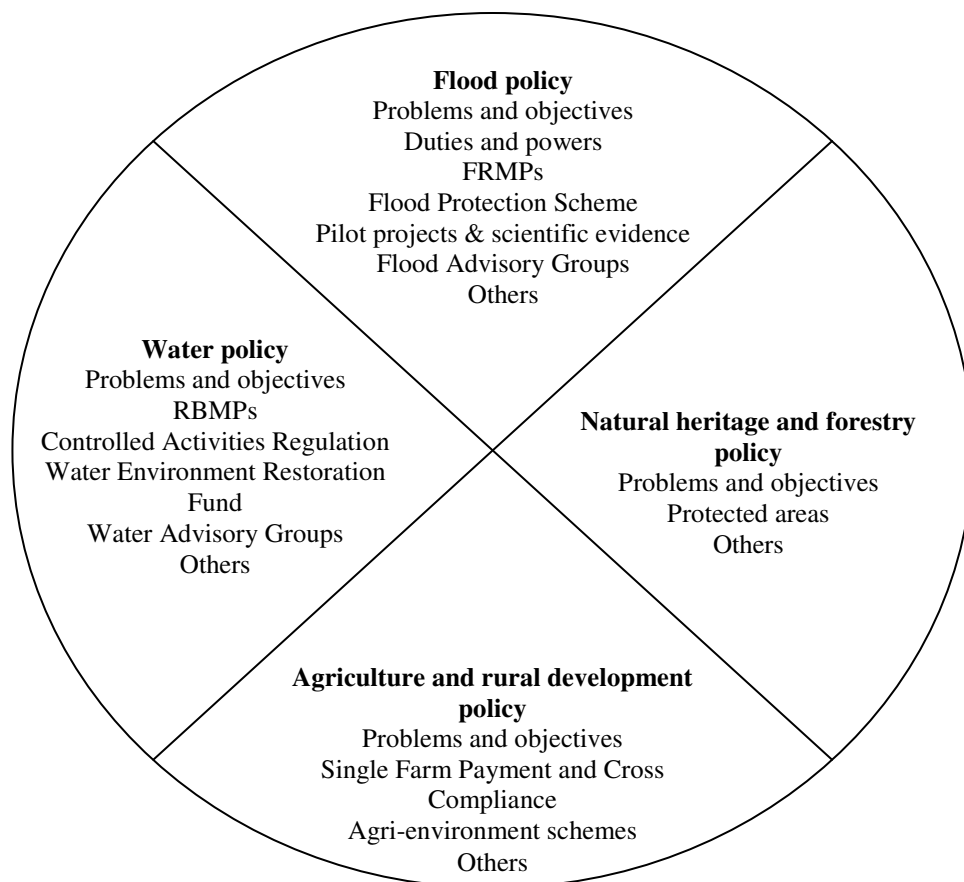 Flood policy
Problems and objectives
Duties and powers
FRMPs
Flood Protection Scheme
Pilot projects & scientific evidence
Flood Advisory Groups
Others
Water policy
Problems and objectives
RBMPs
Controlled Activities Regulation
Water Environment Restoration
Fund
Water Advisory Groups
Others
Natural heritage and forestry
policy
Problems and objectives
Protected areas
Others
Agriculture and rural development
policy
Problems and objectives
Single Farm Payment and Cross
Compliance
Agri-environment schemes
Others